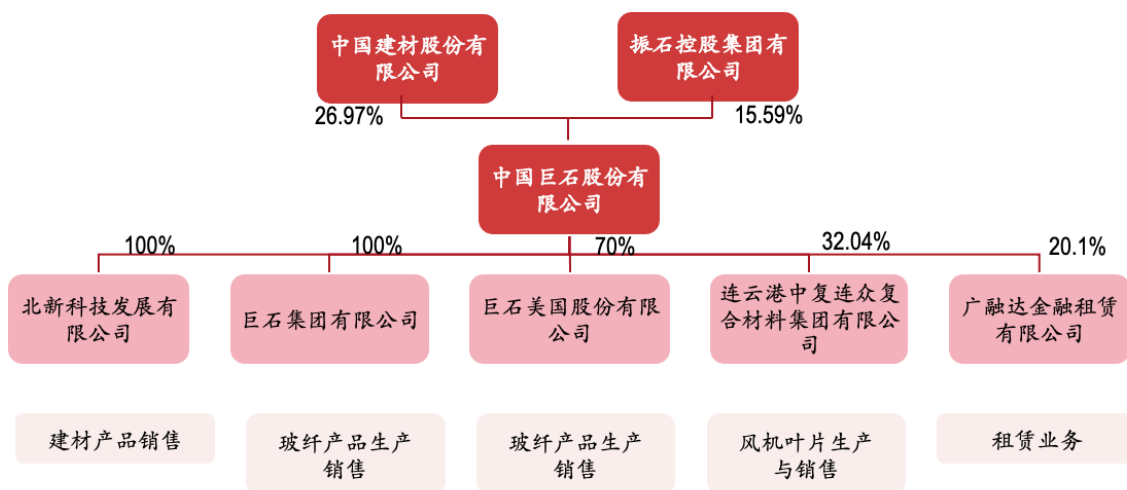 中国建材股份有
限公司
振石控股集团有
限公司
26.97%
15.59%
中国巨石股份有
限公司
100%
100%
70%
32.04%
20.1%
北新科技发展有
限公司
巨石集团有限公司
巨石美国股份有限
公司
连云港中复连众复
合材料集团有限公
司
广融达金融租赁
有限公司
建材产品销售
玻纤产品生产
销售
玻纤产品生产
销售
风机叶片生产
与销售
租赁业务